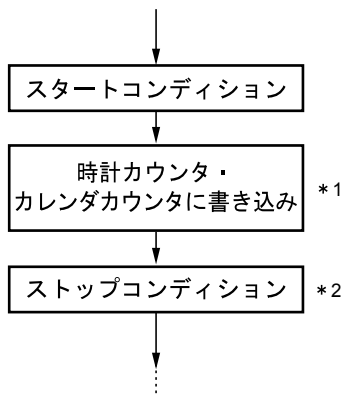 スタートコンディション
時計カウンタ・
カレンダカウンタに書き込み
*1
ストップコンディション
*2